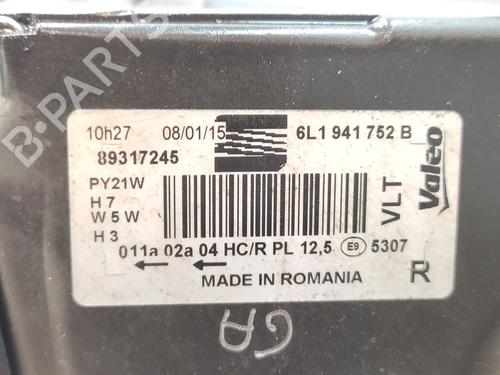 B-PARTS
10h27 08/01/15 6L1 941 752 B
89317245
PY21W
H 7
W 5 W
H 3
VLT
Valeo
011a 02a 04 HC/R PL 12,5 E9 5307
MADE IN ROMANIA
R